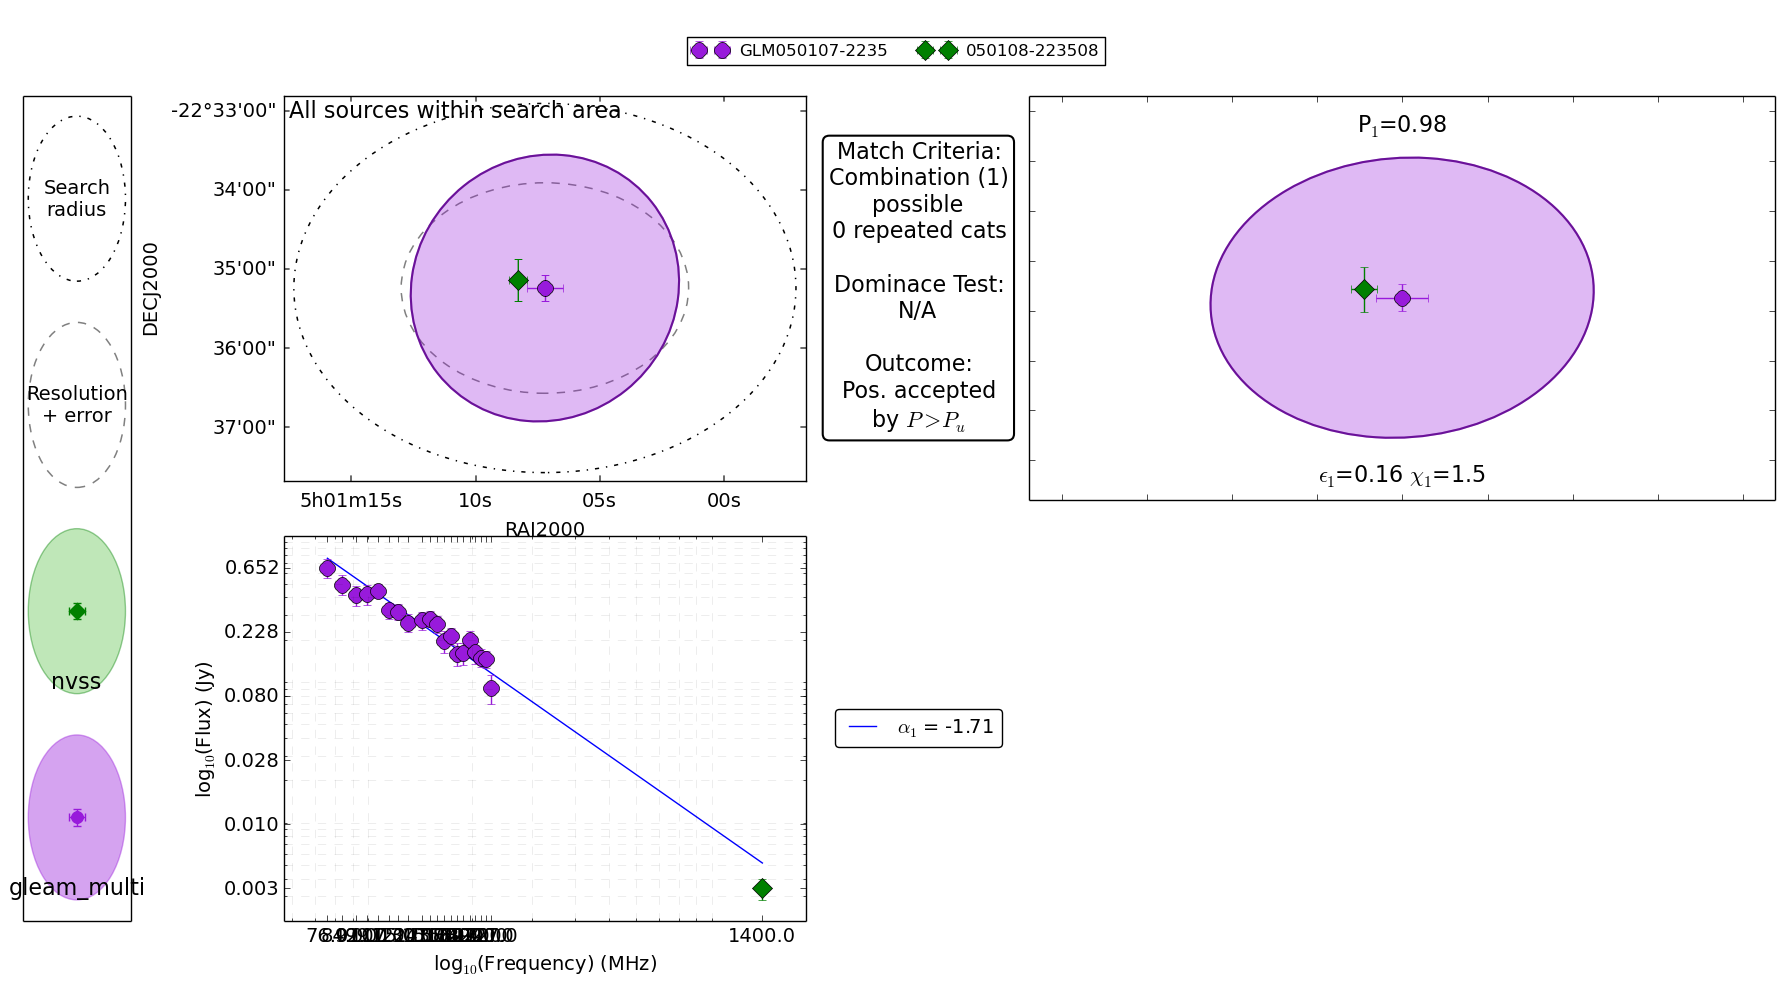 GLM050107-2235 050108-223508
Search
radius
Resolution
+ error
nvss
gleam_multi
All sources within search area
DECJ2000
-22°33'00"
34'00"
35'00"
36'00"
37'00"
5h01m15s 10s 05s 00s
RAJ2000
Match Criteria:
Combination (1)
possible
0 repeated cats
Dominace Test:
N/A
Outcome:
Pos. accepted
by P>Pᵤ
P₁=0.98
ϵ₁=0.16 χ₁=1.5
log₁₀(Flux) (Jy)
0.652
0.228
0.080
0.028
0.010
0.003
1400.0
log₁₀(Frequency) (MHz)
α₁ = -1.71